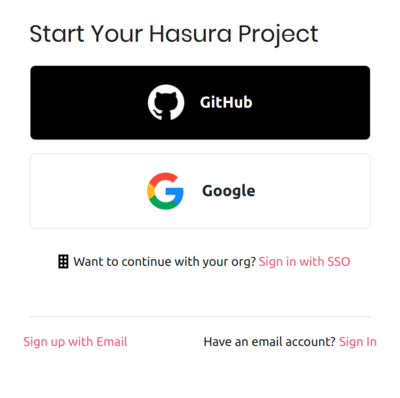 Start Your Hasura Project
GitHub
Google
Want to continue with your org? Sign in with SSO
Sign up with Email
Have an email account? Sign In